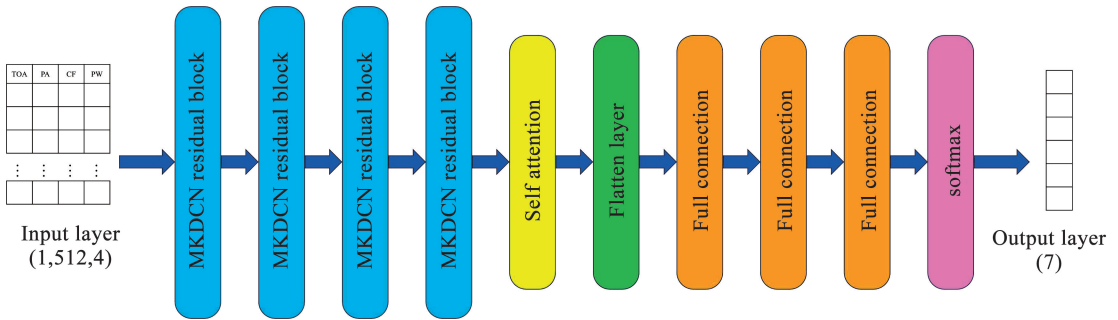 TOA PA CF PW
⋮ ⋮ ⋮ ⋮
Input layer
(1,512,4)
MKDCN residual block
MKDCN residual block
MKDCN residual block
MKDCN residual block
Self attention
Flatten layer
Full connection
Full connection
Full connection
softmax
Output layer
(7)